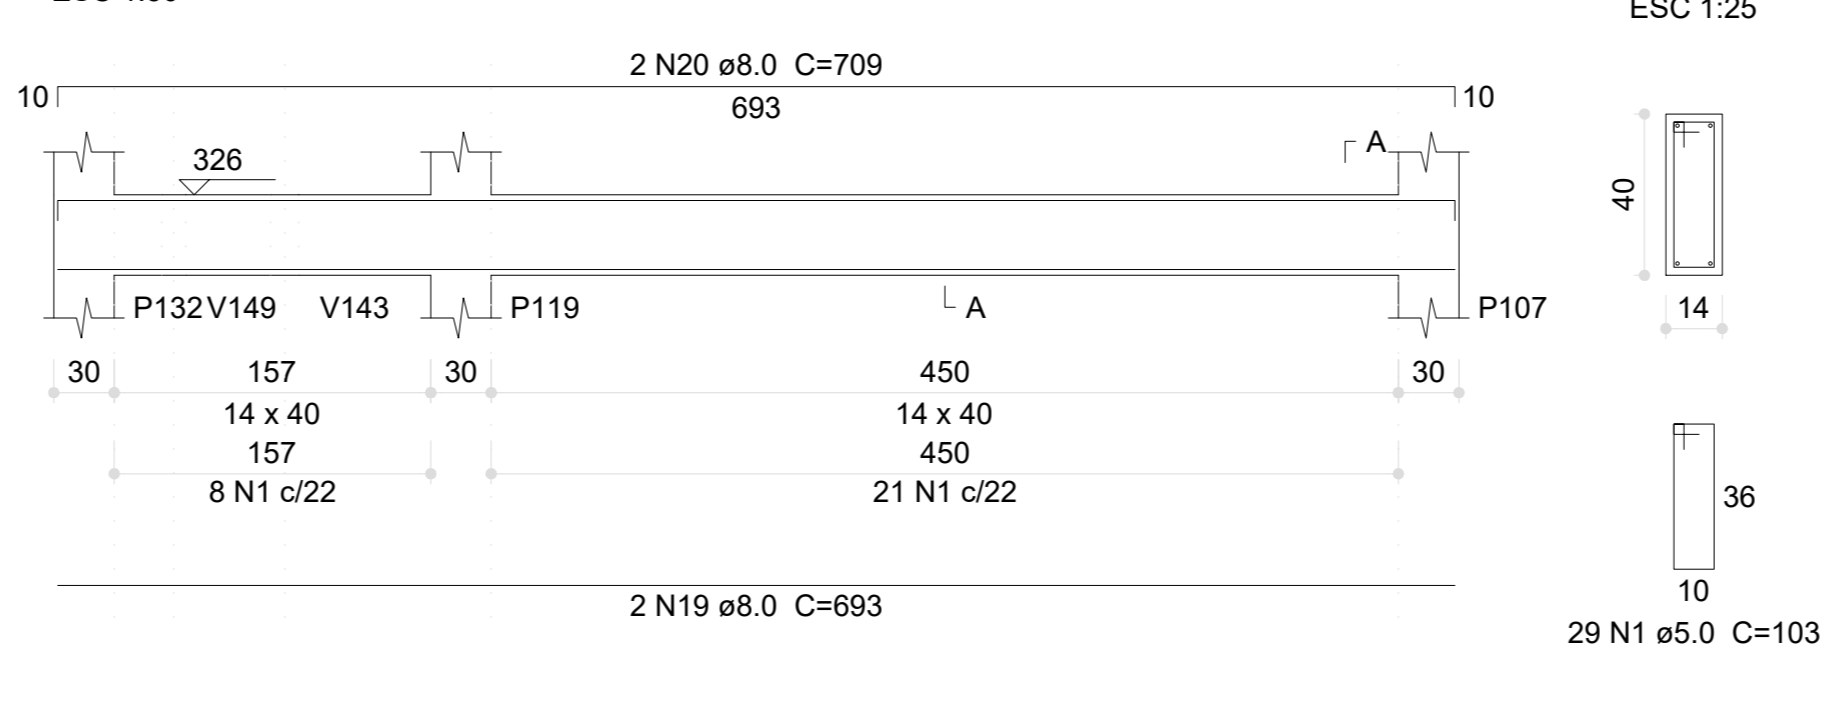 ESC 1:25
2 N20 ø8.0 C=709
10
693
10
A
326
40
P132
V149
V143
P119
A
P107
14
30
157
30
450
30
14 x 40
14 x 40
157
450
8 N1 c/22
21 N1 c/22
36
10
2 N19 ø8.0 C=693
29 N1 ø5.0 C=103